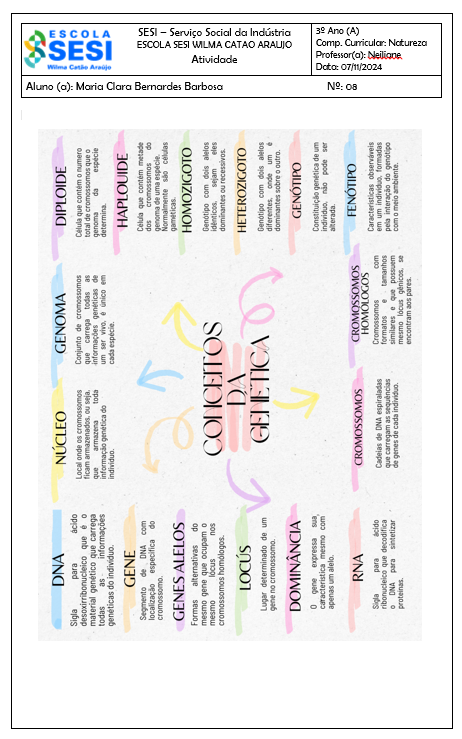 ESCOLA
SESI
Wilma Catão Araújo
SESI – Serviço Social da Indústria
ESCOLA SESI WILMA CATAO ARAUJO
Atividade
3º Ano (A)
Comp. Curricular: Natureza
Professor(a): Neiliane
Data: 07/11/2024
Aluno (a): Maria Clara Bernardes Barbosa
Nº: 08
CONCEITOS
DA
GENÉTICA
DNA
Sigla para ácido
desoxirribonucleico que é o
material genético que carrega
todas as informações
genéticas do indivíduo.
NÚCLEO
Local onde os cromossomos
ficam armazenados, ou seja,
que armazena toda
informação genética do
indivíduo.
GENOMA
Conjunto de cromossomos
que carrega todas as
informações genéticas de
um ser vivo, é único em
cada espécie.
DIPLOIDE
Célula que contém o numero
total de cromossomos que o
genoma da espécie
determina.
HAPLOUIDE
Célula que contém metade
dos cromossomos do
genoma de uma espécie.
Normalmente são células
gaméticas.
GENE
Segmento de DNA com
localização específica do
cromossomo.
HOMOZIGOTO
Genótipo com dois alelos
idênticos, sejam eles
dominantes ou recessivos.
GENES ALELOS
Formas alternativas do
mesmo gene que ocupam o
mesmo lócus nos
cromossomos homólogos.
HETEROZIGOTO
Genótipo com dois alelos
diferentes, onde um é
dominantes sobre o outro.
LOCÚS
Lugar determinado de um
gene no cromossomo.
GENÓTIPO
Constituição genética de um
indivíduo, não pode ser
alterada.
DOMINÂNCIA
O gene expressa sua
característica mesmo com
apenas um alelo.
CROMOSSOMOS
Cadeias de DNA espiraladas
que carregam as sequências
de genes de cada indivíduo.
CROMOSSOMOS
HOMÓLOGOS
Cromossomos com
formatos e tamanhos
similares e que possuem
mesmo lócus gênicos, se
encontram aos pares.
FENÓTIPO
Características observáveis
em um indivíduo, formadas
pela interação do genótipo
com o meio ambiente.
RNA
Sigla para ácido
ribonucleico que decodifica
o DNA para sintetizar
proteínas.